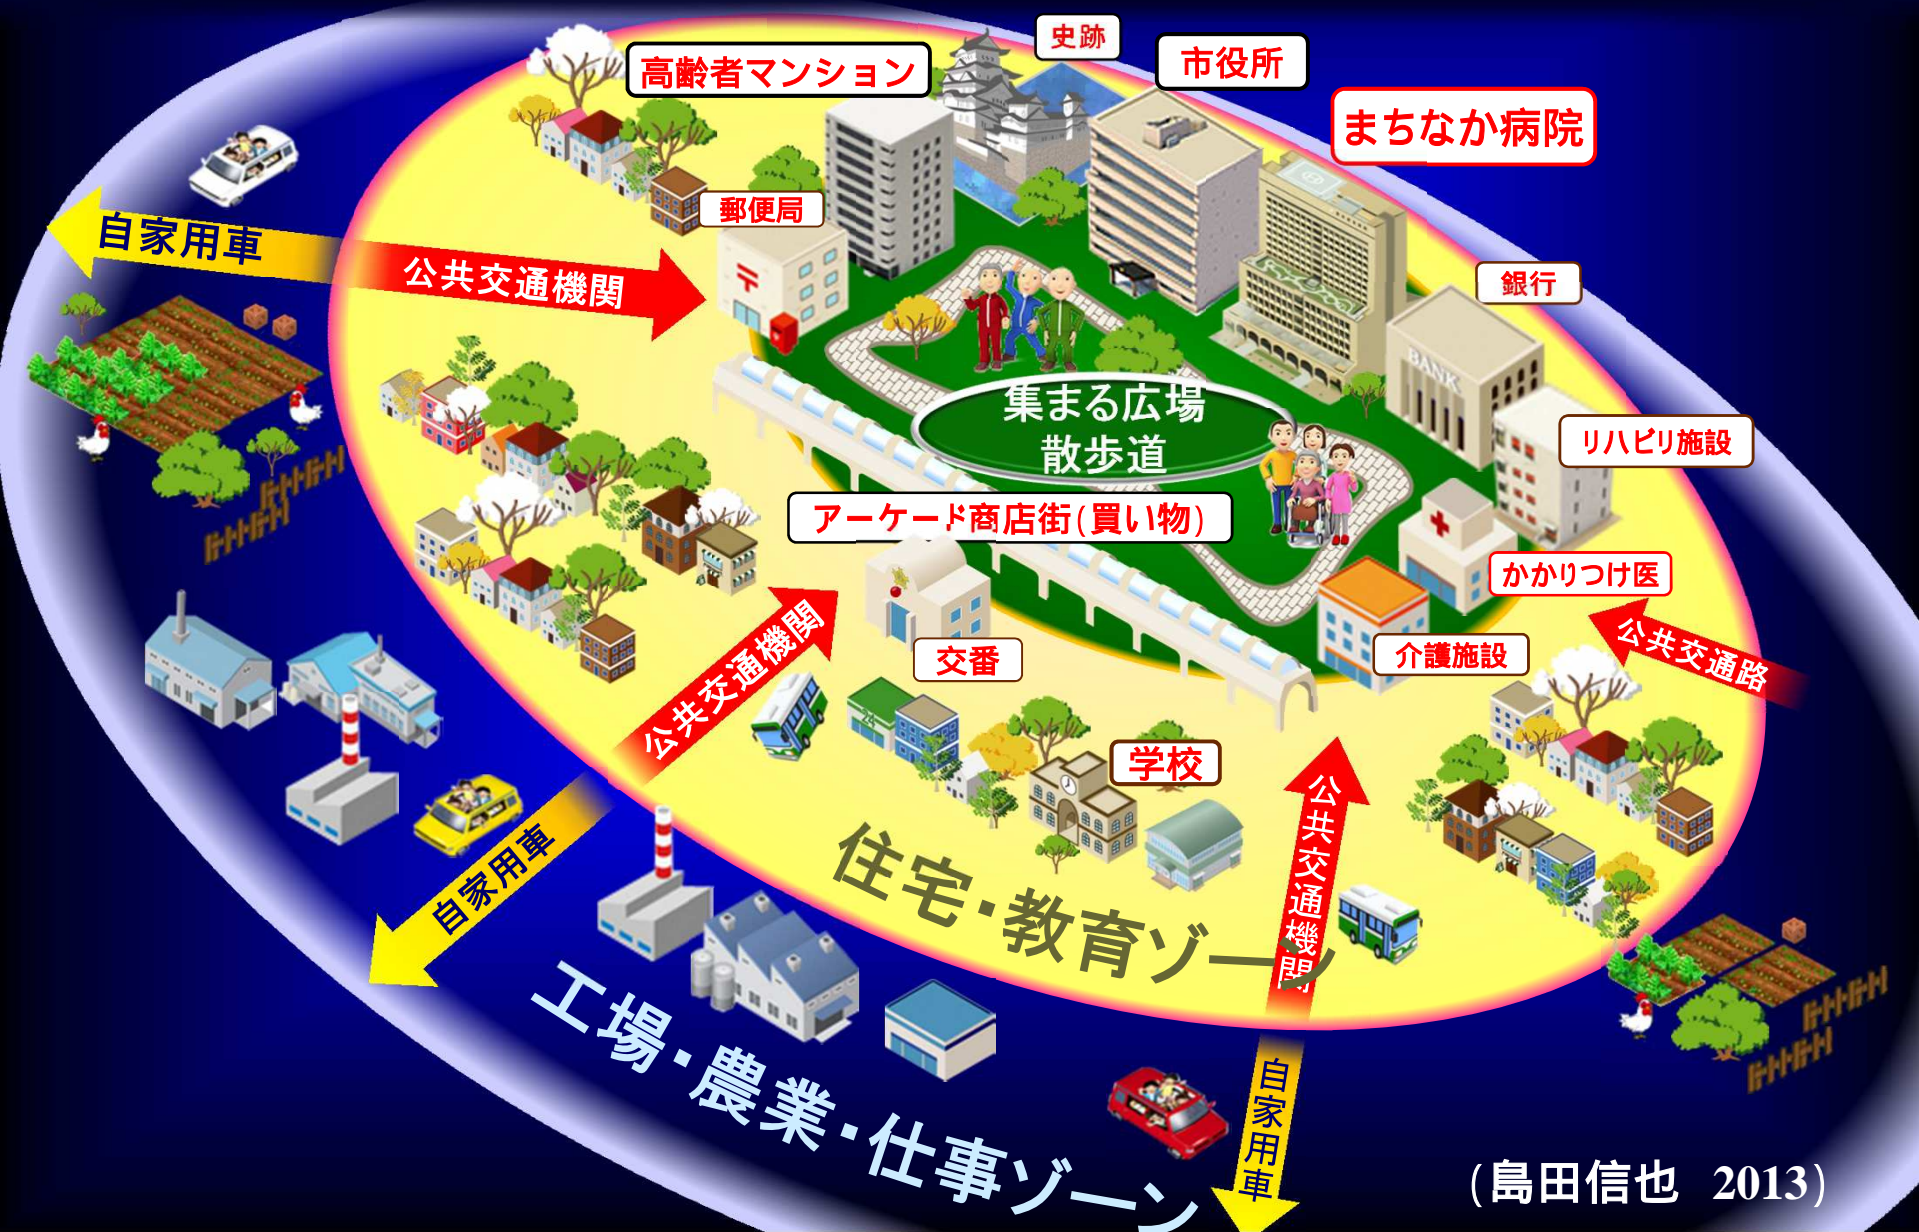 史跡
高齢者マンション
市役所
まちなか病院
郵便局
自家用車
公共交通機関
銀行
BANK
集まる広場
散歩道
リハビリ施設
アーケード商店街(買い物)
かかりつけ医
公共交通機関
交番
介護施設
公共交通路
24
学校
公共交通機関
自家用車
住宅・教育ゾーン
工場・農業・仕事ゾーン
自家用車
(島田信也 2013)